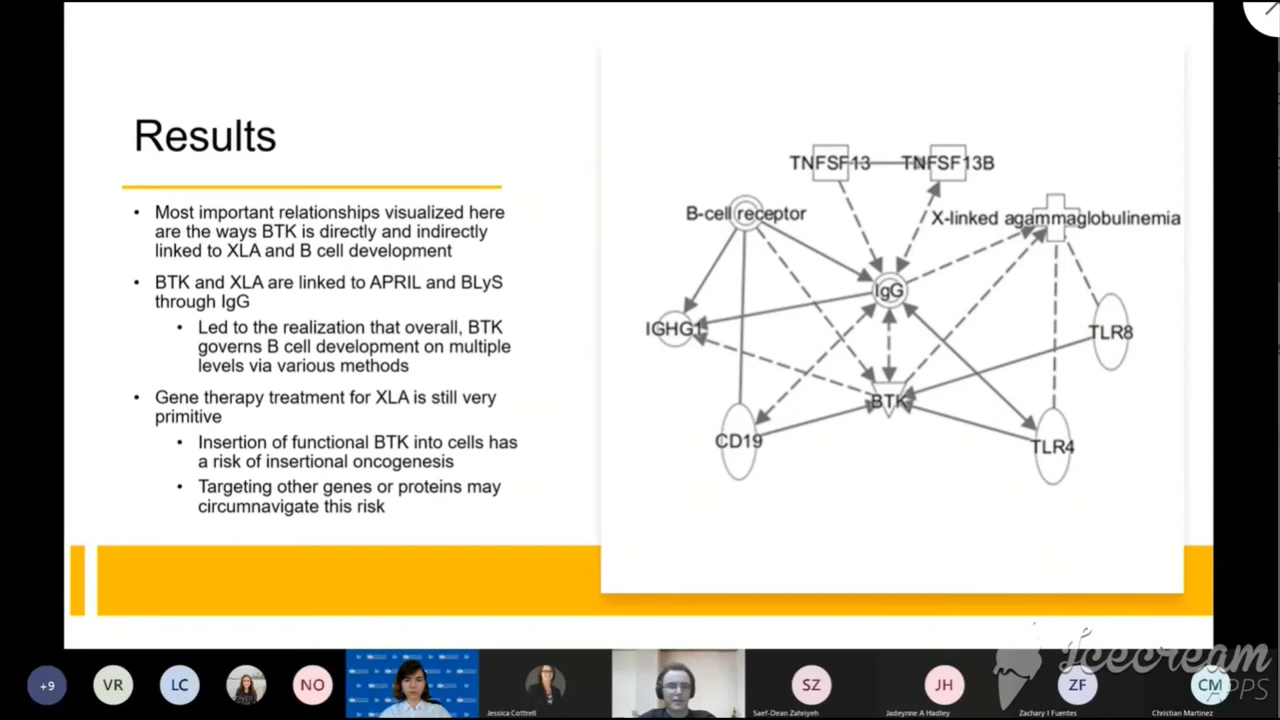 Results
• Most important relationships visualized here
are the ways BTK is directly and indirectly
linked to XLA and B cell development
• BTK and XLA are linked to APRIL and BLyS
through IgG
• Led to the realization that overall, BTK
governs B cell development on multiple
levels via various methods
• Gene therapy treatment for XLA is still very
primitive
• Insertion of functional BTK into cells has
a risk of insertional oncogenesis
• Targeting other genes or proteins may
circumnavigate this risk
TNFSF13
TNFSF13B
B-cell receptor
X-linked agammaglobulinemia
IgG
IGHG1
TLR8
BTK
CD19
TLR4
+9
VR
LC
NO
Jessica Cottrell
SZ
Saef-Dean Zahriyeh
JH
Jadeynne A Hadley
ZF
Zachary I Fuentes
CM
Christian Martinez
Icecream
APPS